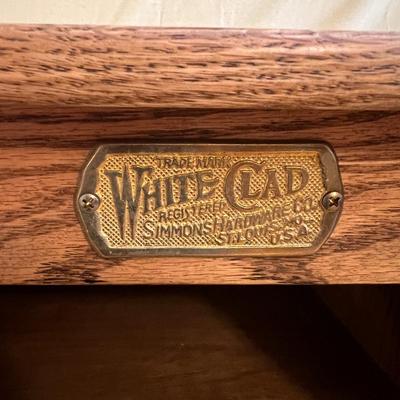 TRADE MARK
WHITE CLAD
REGISTERED
SIMMONS HARDWARE CO.
ST. LOUIS, MO.
U.S.A.